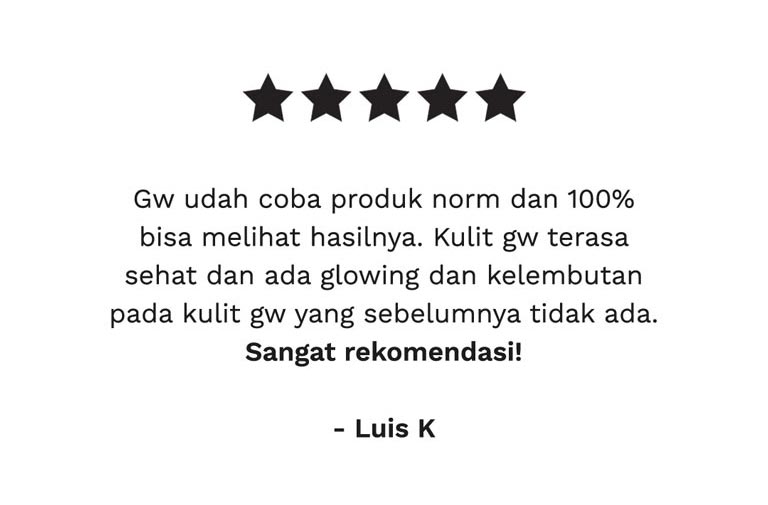 Gw udah coba produk norm dan 100%
bisa melihat hasilnya. Kulit gw terasa
sehat dan ada glowing dan kelembutan
pada kulit gw yang sebelumnya tidak ada.
Sangat rekomendasi!
- Luis K